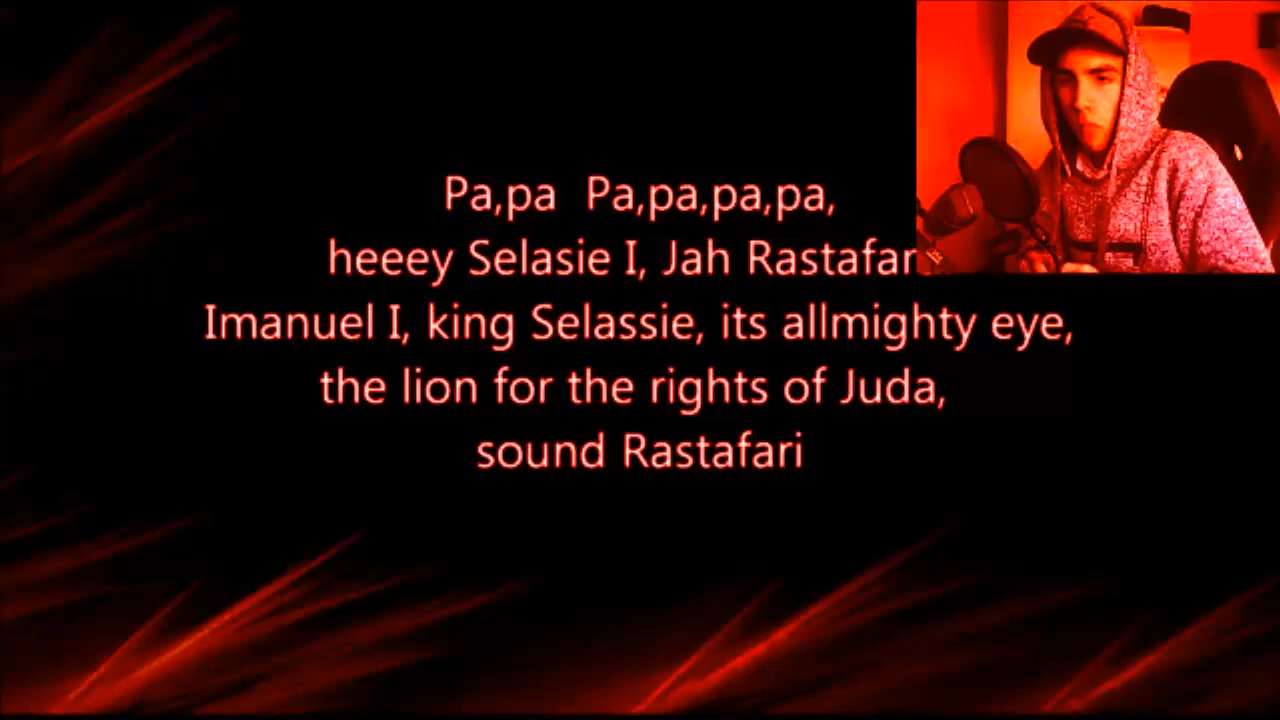 Pa,pa  Pa,pa,pa,pa,
heeey Selasie I, Jah Rastafar
Imanuel I, king Selassie, its allmighty eye,
the lion for the rights of Juda,
sound Rastafari